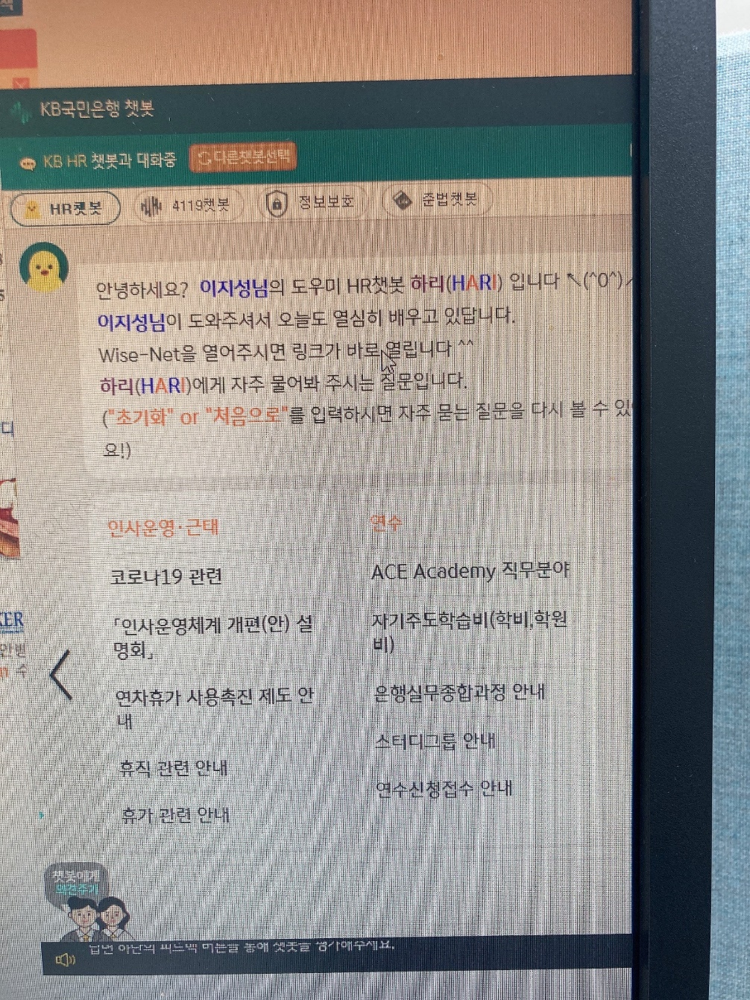 KB국민은행 챗봇
KB HR 챗봇과 대화중 다른챗봇선택
HR챗봇 4119챗봇 정보보호 준법챗봇
안녕하세요? 이지성님의 도우미 HR챗봇 하리(HARI) 입니다 ↖(^0^)
이지성님이 도와주셔서 오늘도 열심히 배우고 있답니다.
Wise-Net을 열어주시면 링크가 바로 열립니다 ^^
하리(HARI)에게 자주 물어봐 주시는 질문입니다.
("초기화" or "처음으로"를 입력하시면 자주 묻는 질문을 다시 볼 수 있
요!)
인사운영·근태
코로나19 관련
「인사운영체계 개편(안) 설
명회」
연차휴가 사용촉진 제도 안
내
휴직 관련 안내
휴가 관련 안내
연수
ACE Academy 직무분야
자기주도학습비(학비,학원
비)
은행실무종합과정 안내
스터디그룹 안내
연수신청접수 안내
디
KER
수
챗봇에게
의견주기